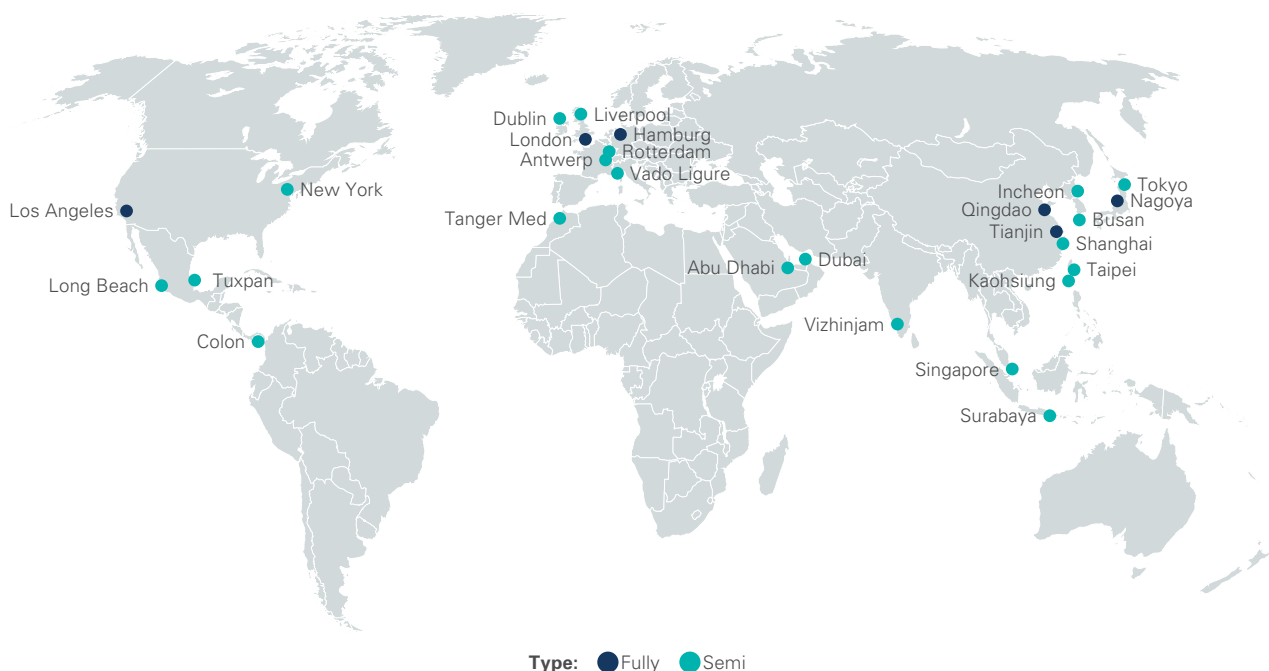 Dublin
Liverpool
London
Hamburg
Antwerp
Rotterdam
Vado Ligure
New York
Los Angeles
Tanger Med
Incheon
Tokyo
Qingdao
Nagoya
Tianjin
Busan
Shanghai
Abu Dhabi
Dubai
Taipei
Kaohsiung
Long Beach
Tuxpan
Vizhinjam
Colon
Singapore
Surabaya
Type: Fully Semi